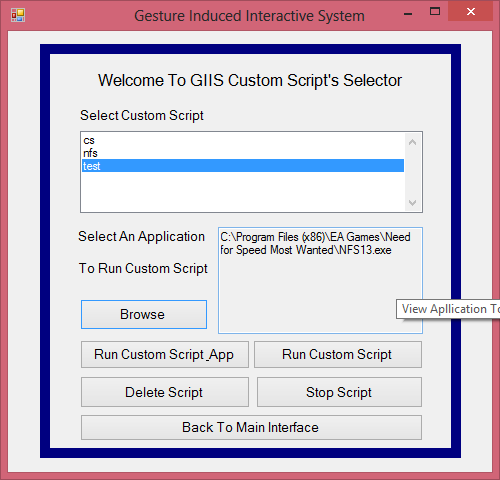 Gesture Induced Interactive System
Welcome To GIIS Custom Script's Selector
Select Custom Script
cs
nfs
test
Select An Application
To Run Custom Script
C:\Program Files (x86)\EA Games\Need
for Speed Most Wanted\NFS13.exe
View Apllication To
Browse
Run Custom Script_App
Run Custom Script
Delete Script
Stop Script
Back To Main Interface